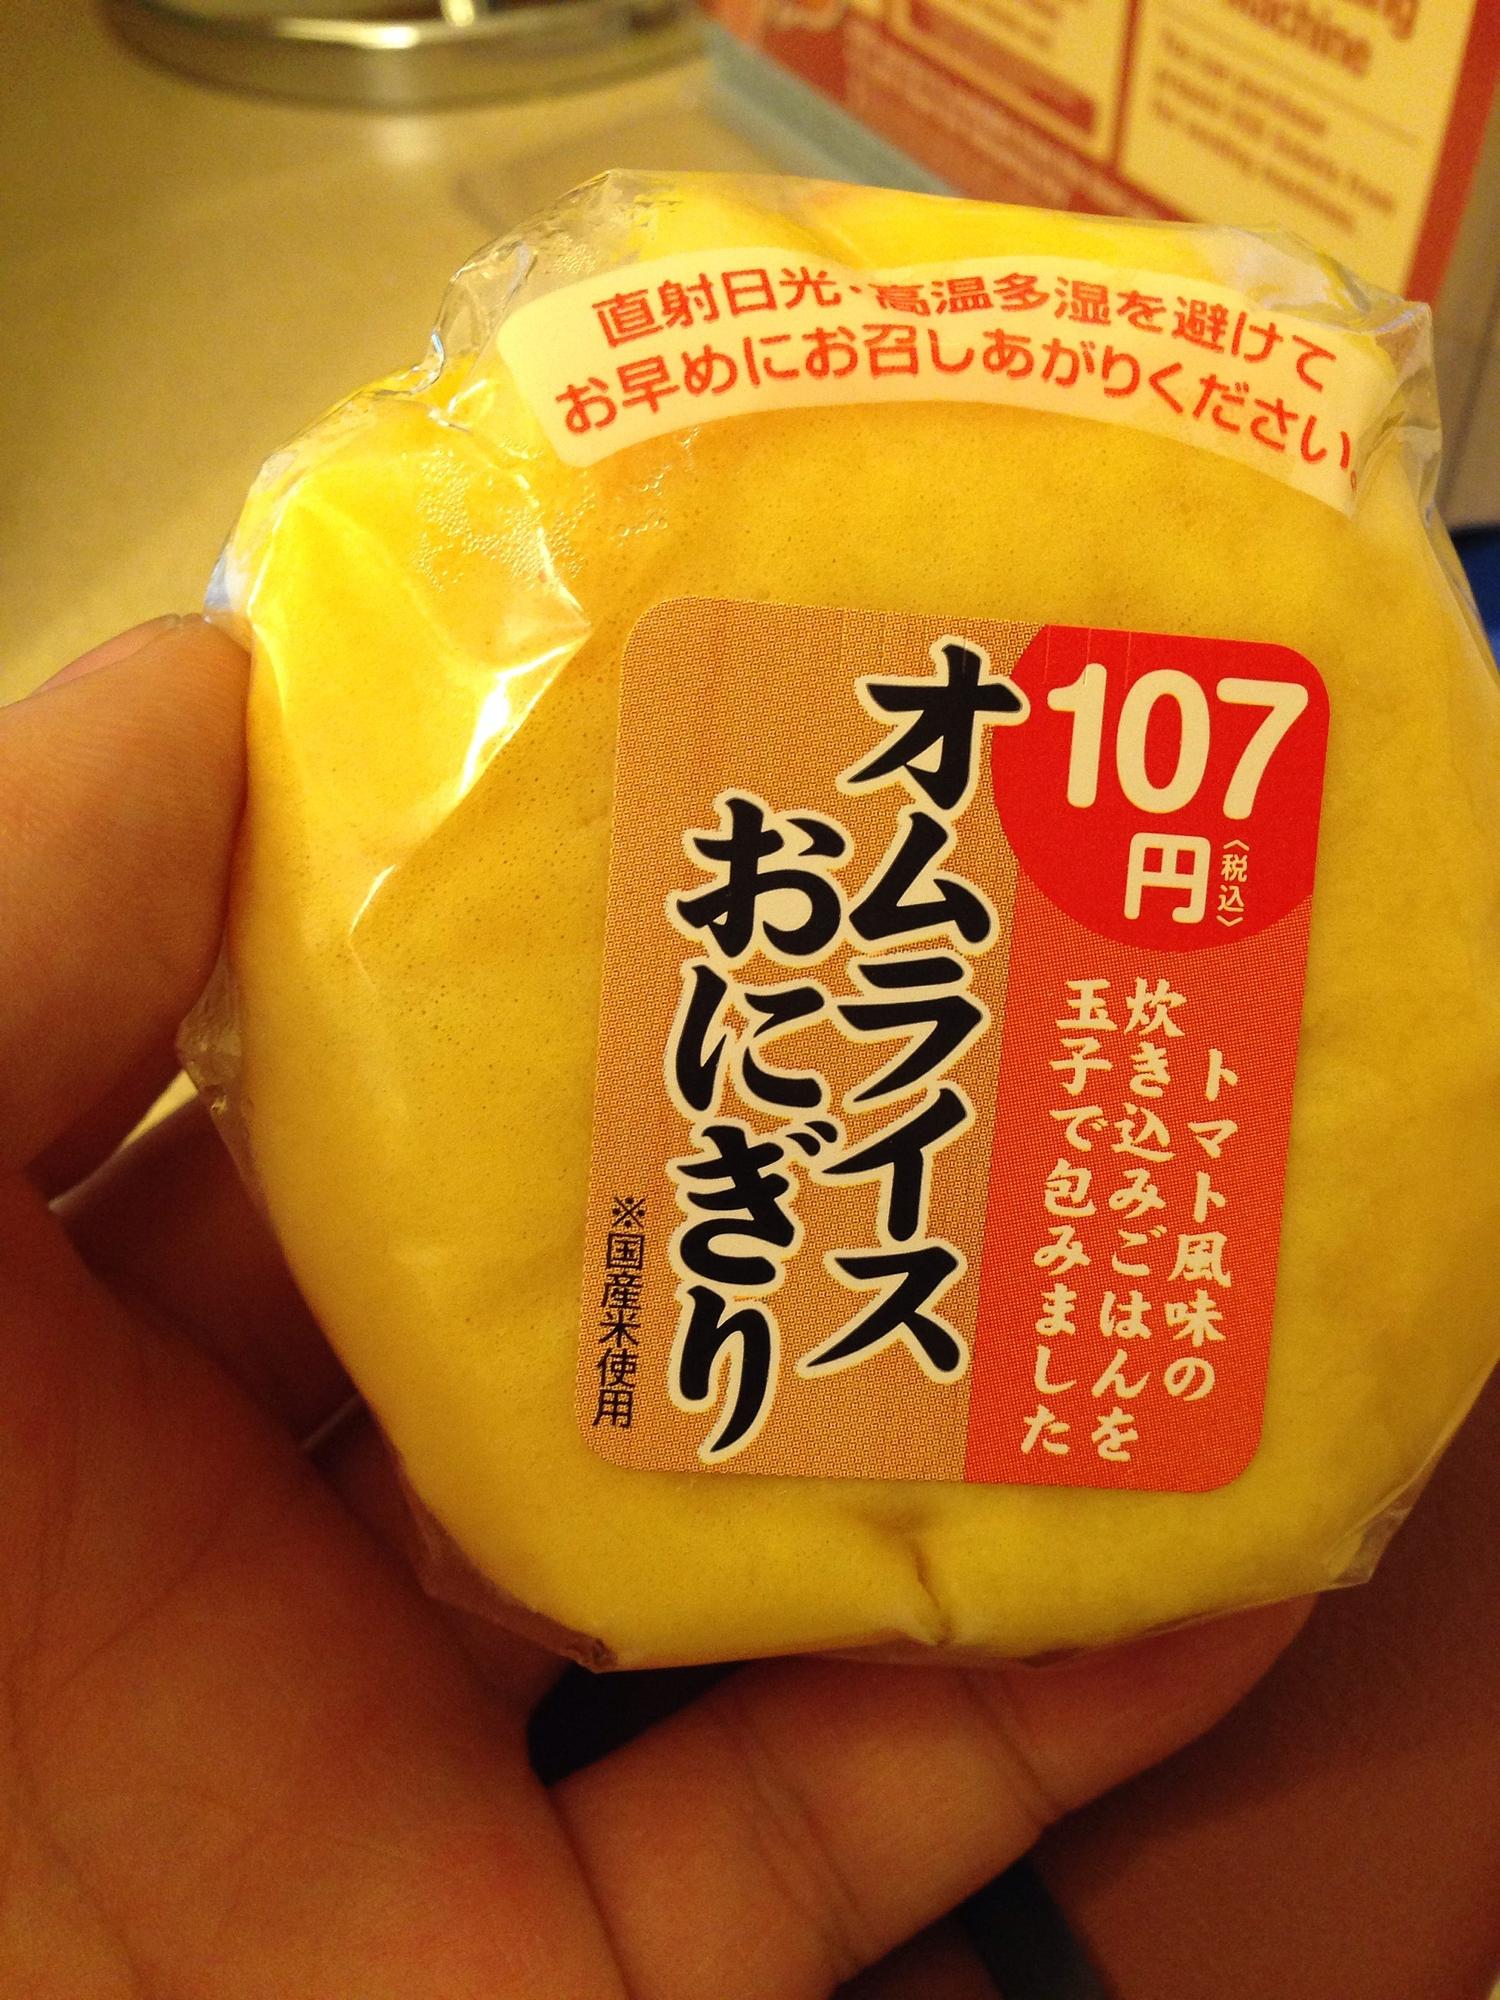 直射日光・高温多湿を避けて
お早めにお召しあがりください。
107
円
〈税込〉
トマト風味の
炊き込みごはんを
玉子で包みました
オムライス
おにぎり
※国産米使用
Machine